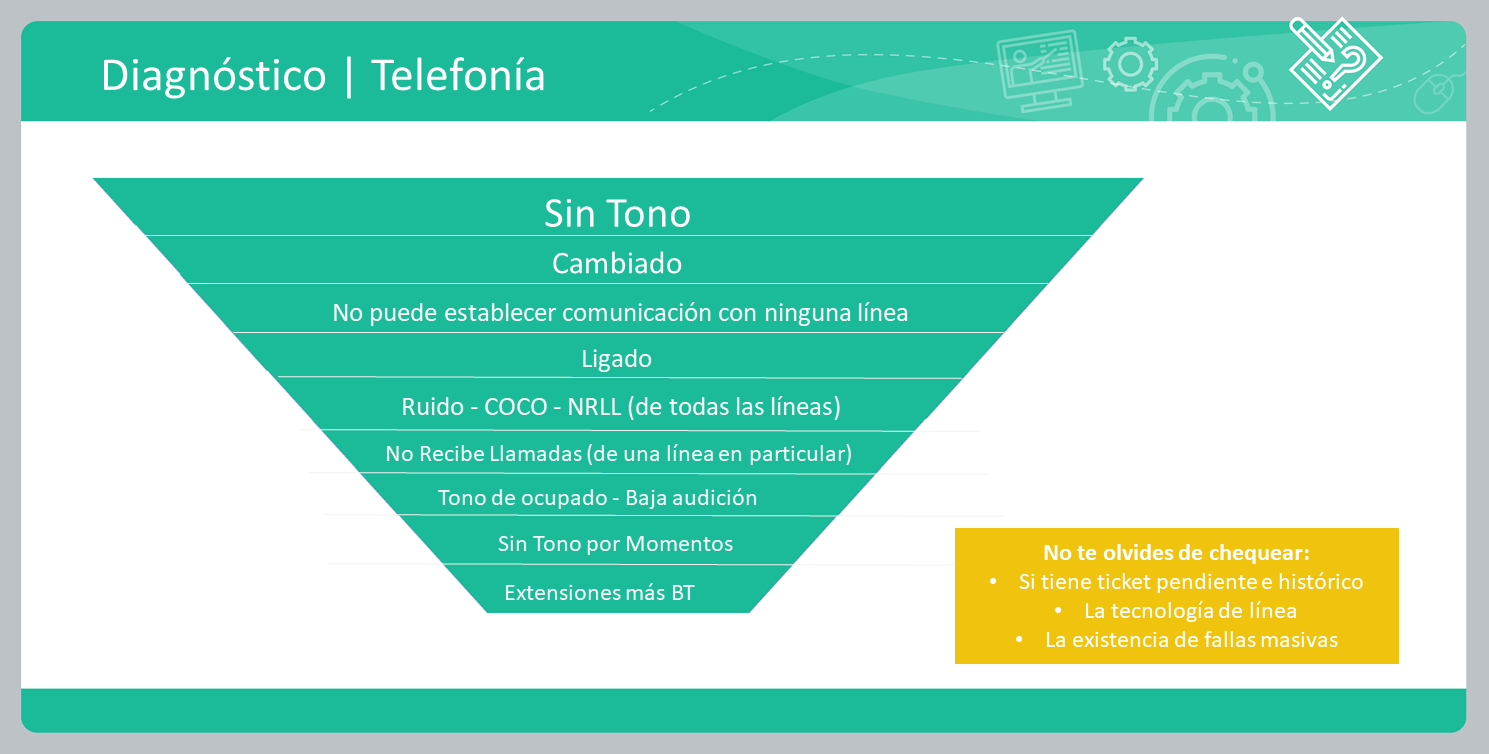 Diagnóstico | Telefonía
Sin Tono
Cambiado
No puede establecer comunicación con ninguna línea
Ligado
Ruido - COCO - NRLL (de todas las líneas)
No Recibe Llamadas (de una línea en particular)
Tono de ocupado - Baja audición
Sin Tono por Momentos
Extensiones más BT
No te olvides de chequear:
• Si tiene ticket pendiente e histórico
• La tecnología de línea
• La existencia de fallas masivas